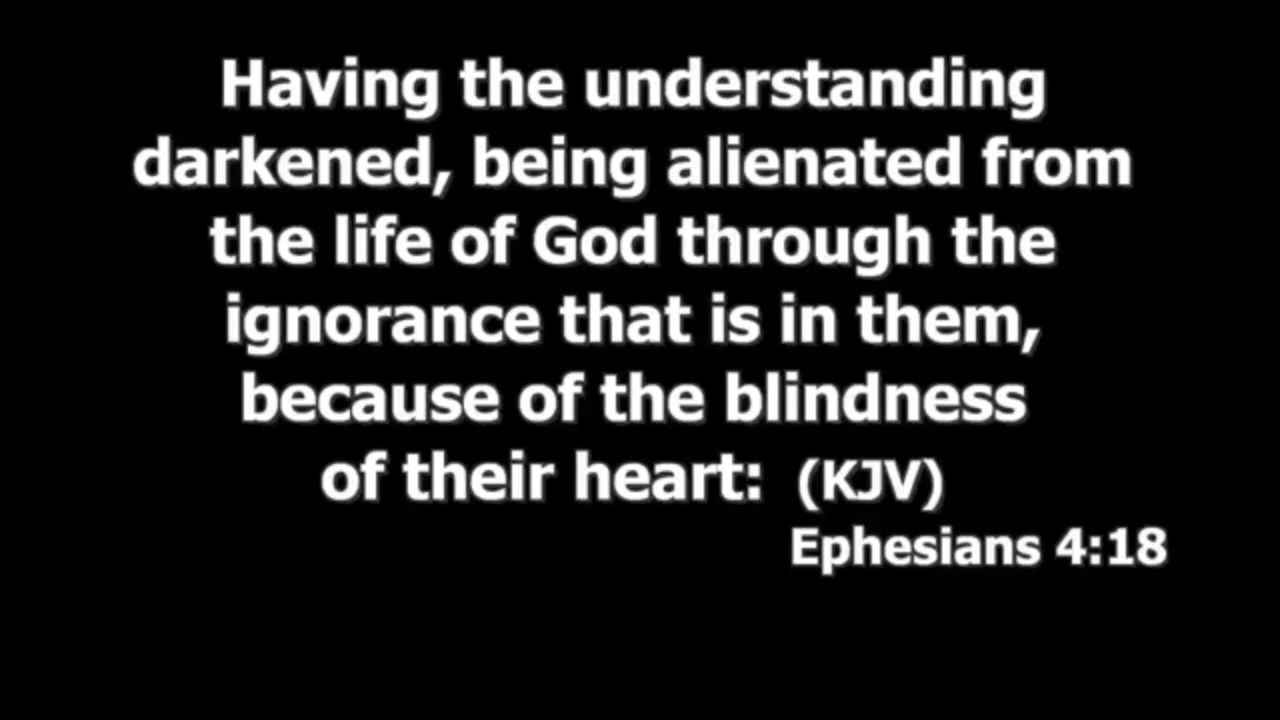 Having the understanding
darkened, being alienated from
the life of God through the
ignorance that is in them,
because of the blindness
of their heart: (KJV)
Ephesians 4:18